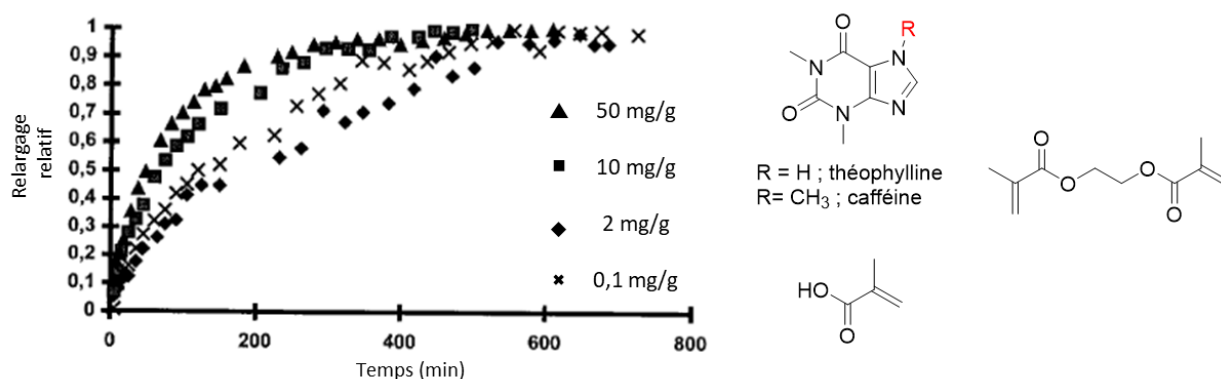 1
0,9
0,8
0,7
0,6
0,5
0,4
0,3
0,2
0,1
0
Relargage
relatif
0
200
400
600
800
Temps (min)
50 mg/g
10 mg/g
2 mg/g
0,1 mg/g
R
O
N
N
O
N
N
R = H ; théophylline
R= CH₃ ; cafféine
O
O
O
O
HO
O